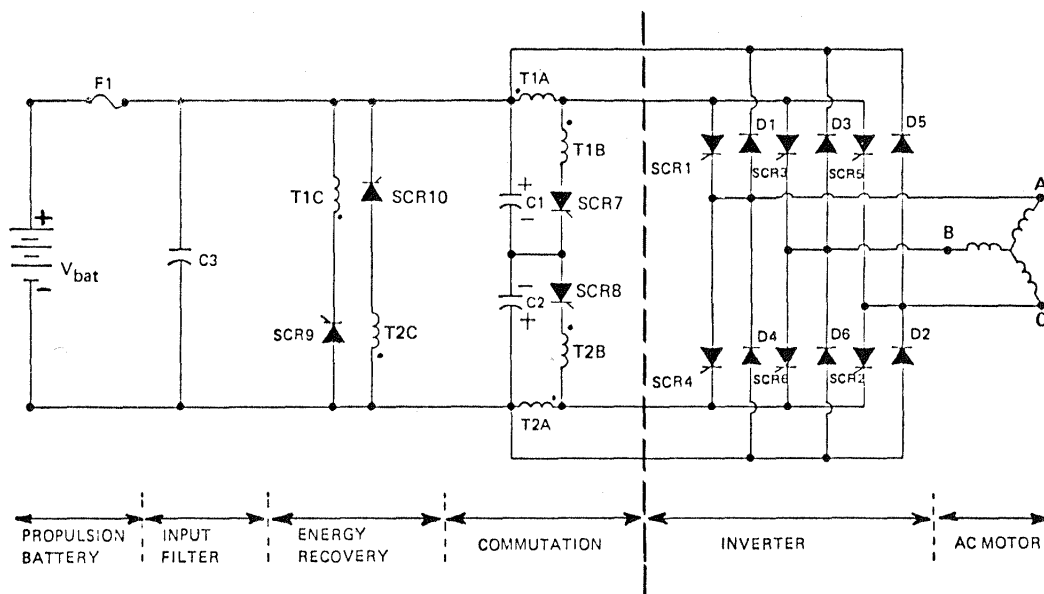 F1
T1A
D1
D3
D5
SCR1
SCR3
SCR5
T1B
A
T1C
SCR10
+
C1
−
SCR7
B
+
Vbat
-
C3
−
C2
+
SCR8
SCR9
T2C
T2B
C
D4
D6
D2
SCR4
SCR6
SCR2
T2A
PROPULSION
BATTERY
INPUT
FILTER
ENERGY
RECOVERY
COMMUTATION
INVERTER
AC MOTOR